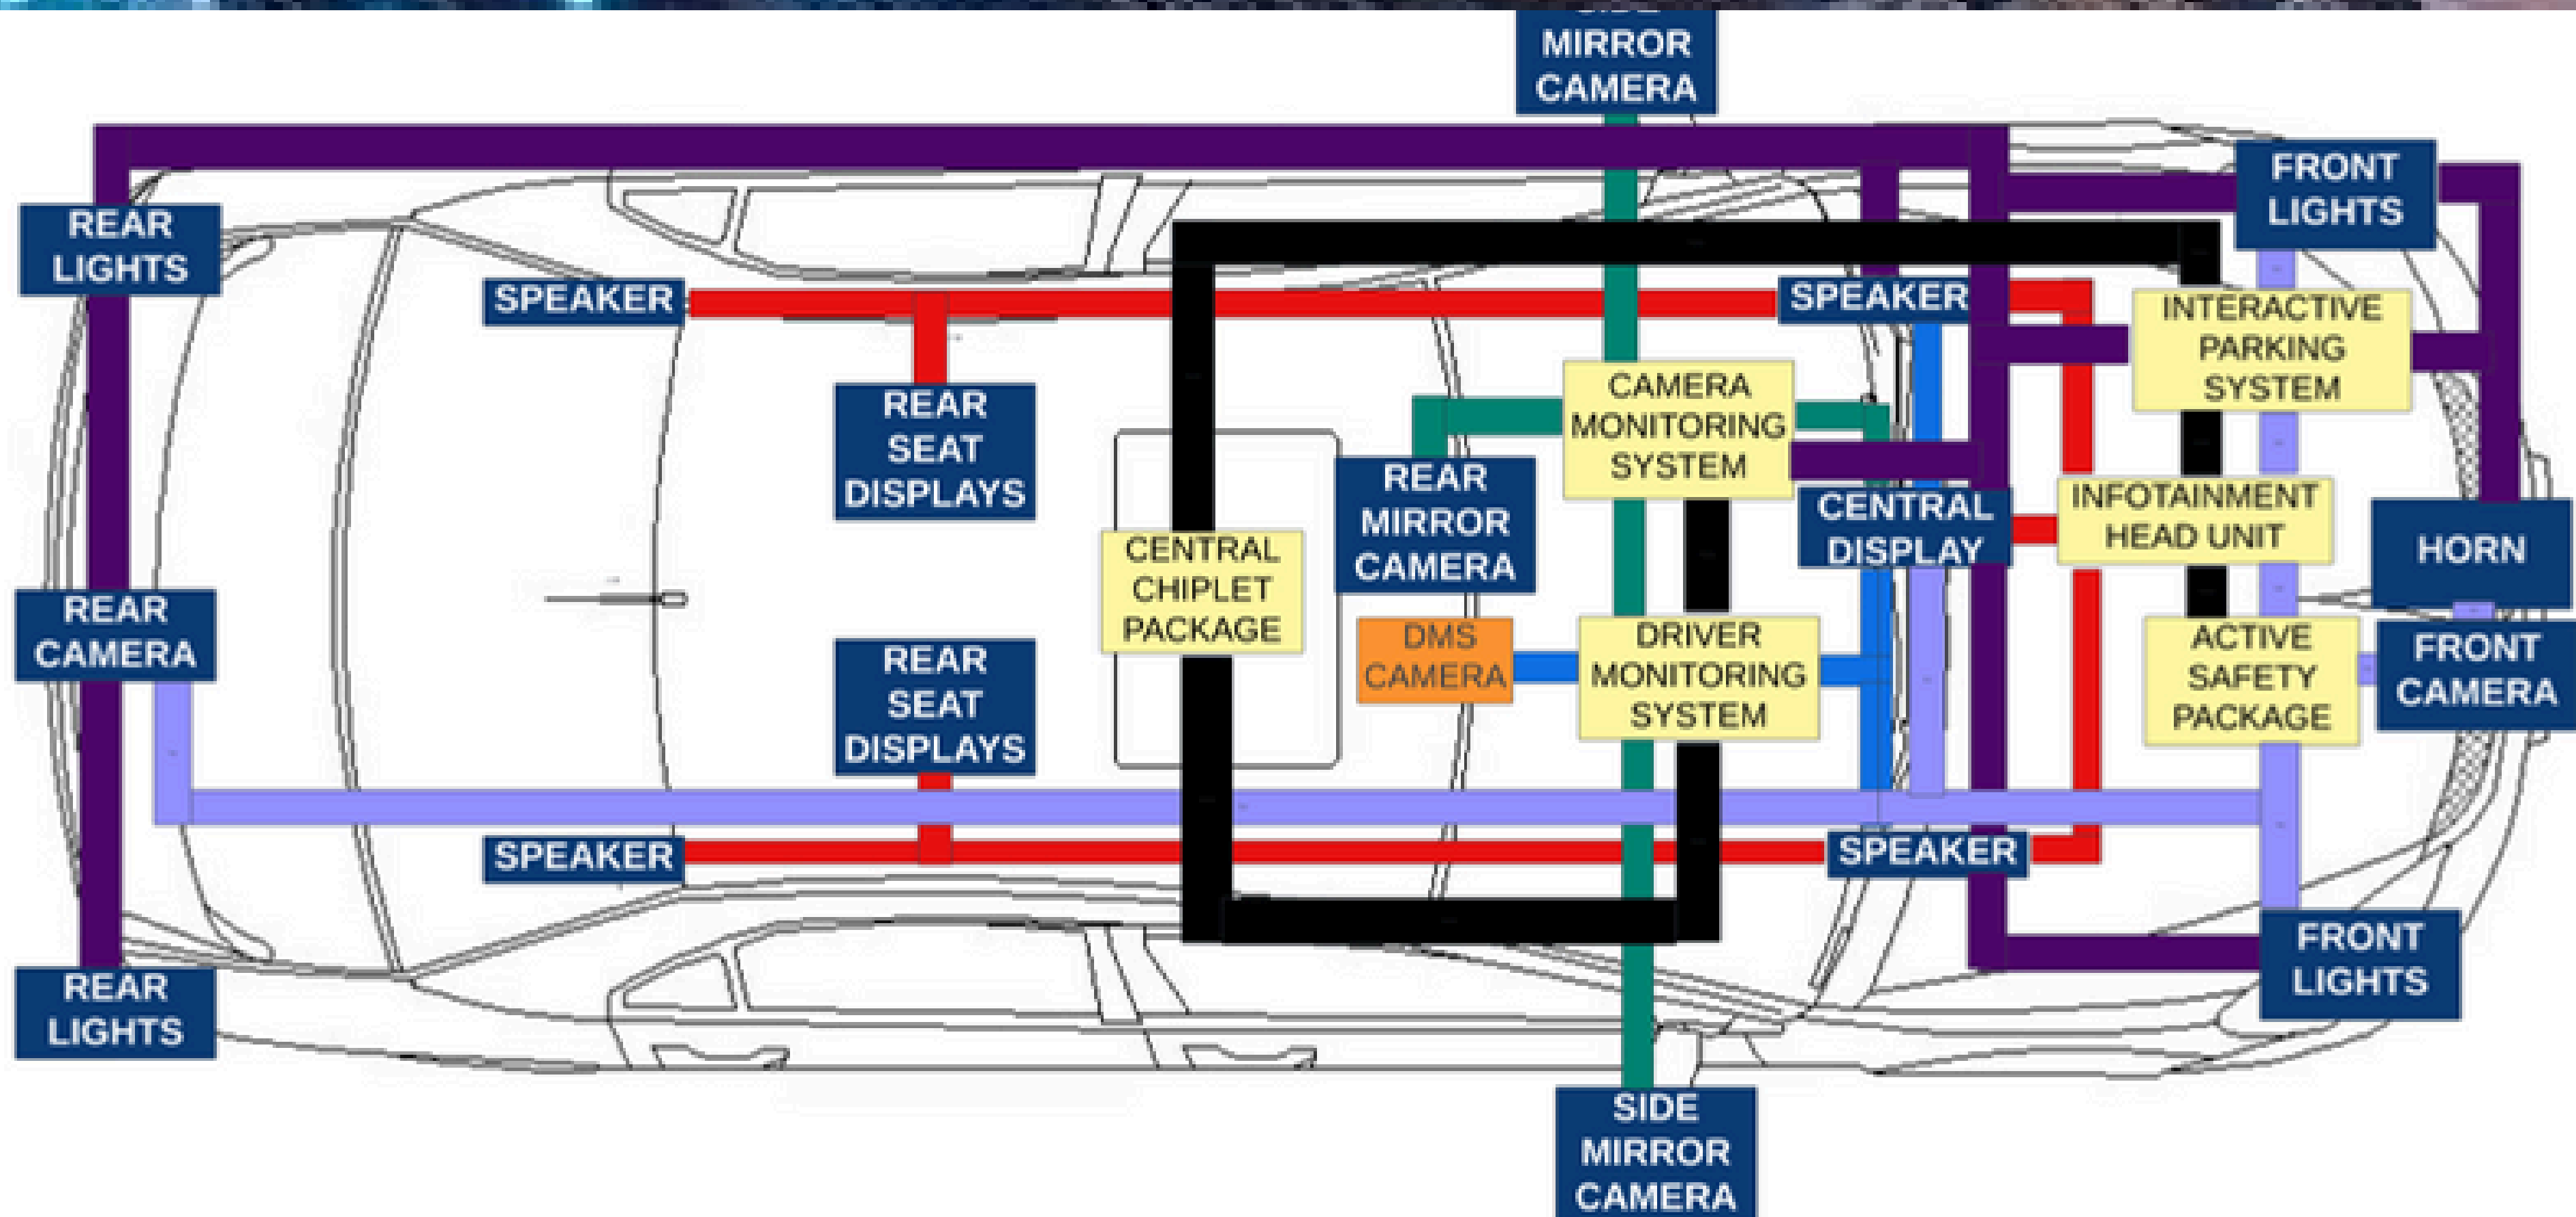 MIRROR
CAMERA
FRONT
LIGHTS
REAR
LIGHTS
SPEAKER
SPEAKER
INTERACTIVE
PARKING
SYSTEM
REAR
SEAT
DISPLAYS
CAMERA
MONITORING
SYSTEM
REAR
MIRROR
CAMERA
CENTRAL
DISPLAY
INFOTAINMENT
HEAD UNIT
HORN
CENTRAL
CHIPLET
PACKAGE
REAR
CAMERA
REAR
SEAT
DISPLAYS
DMS
CAMERA
DRIVER
MONITORING
SYSTEM
ACTIVE
SAFETY
PACKAGE
FRONT
CAMERA
SPEAKER
SPEAKER
FRONT
LIGHTS
REAR
LIGHTS
SIDE
MIRROR
CAMERA